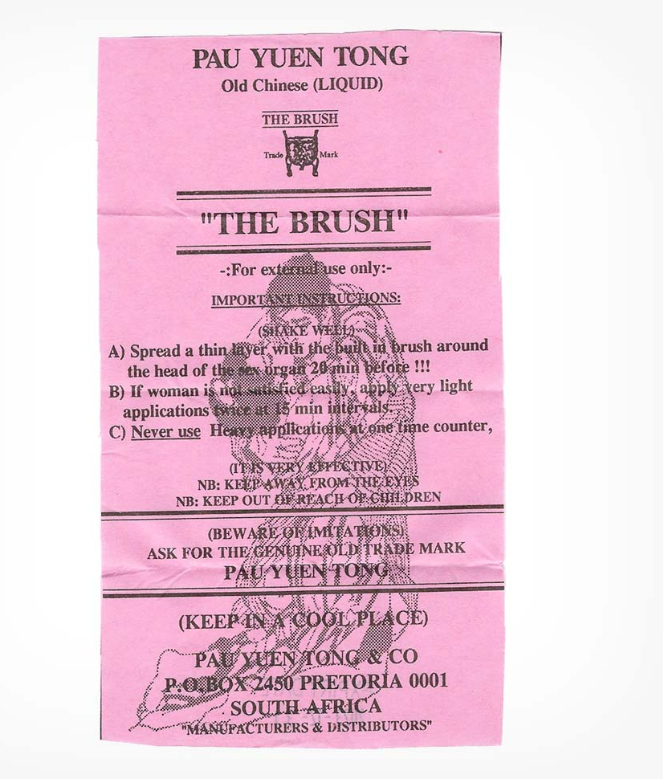 PAU YUEN TONG
Old Chinese (LIQUID)
THE BRUSH
Trade Mark
"THE BRUSH"
-:For external use only:-
IMPORTANT INSTRUCTIONS:
(SHAKE WELL)
A) Spread a thin layer with the built in brush around
the head of the sex organ 20 min before !!!
B) If woman is not satisfied easily, apply very light
applications twice at 15 min intervals.
C) Never use Heavy applications at one time counter,
(IT IS VERY EFFECTIVE)
NB: KEEP AWAY FROM THE EYES
NB: KEEP OUT OF REACH OF CHILDREN
(BEWARE OF IMITATIONS)
ASK FOR THE GENUINE OLD TRADE MARK
PAU YUEN TONG
(KEEP IN A COOL PLACE)
PAU YUEN TONG & CO
P.O.BOX 2450 PRETORIA 0001
SOUTH AFRICA
"MANUFACTURERS & DISTRIBUTORS"